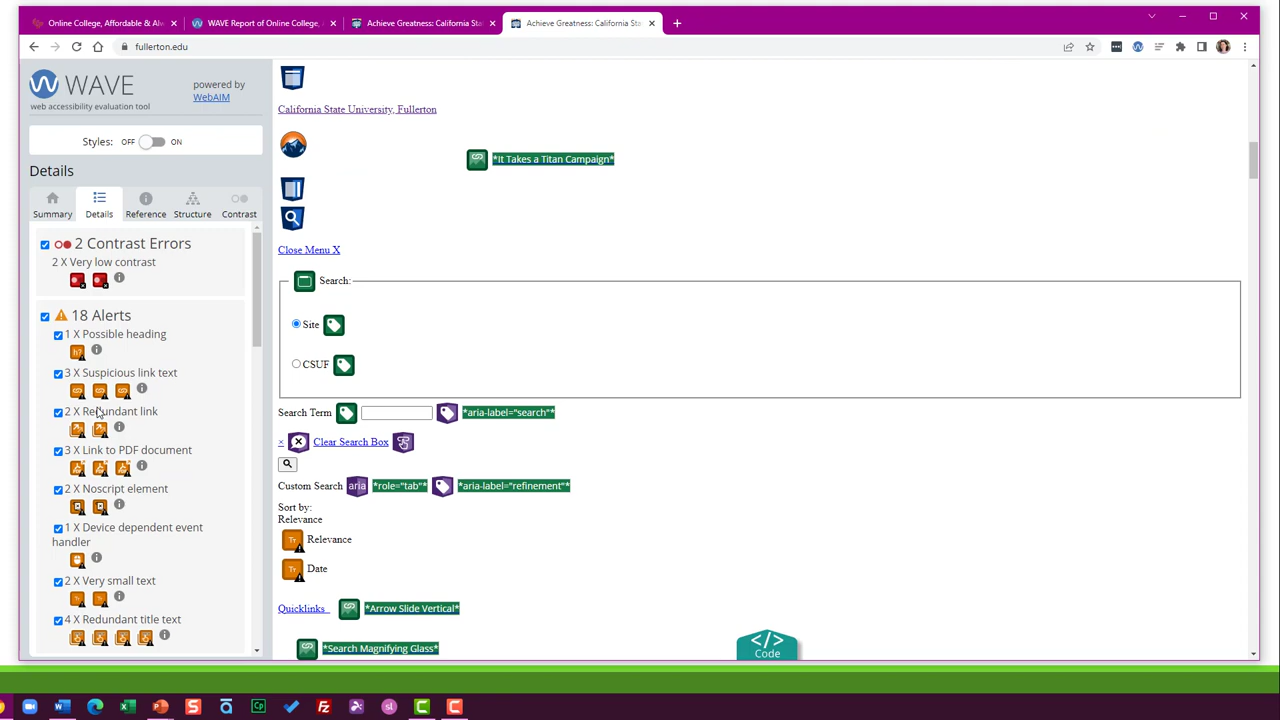 Online College, Affordable & Alw
WAVE Report of Online College, A
Achieve Greatness: California Sta
Achieve Greatness: California Sta
fullerton.edu
WAVE
web accessibility evaluation tool
powered by
WebAIM
Styles: OFF ON
Details
Summary
Details
Reference
Structure
Contrast
2 Contrast Errors
2 X Very low contrast
18 Alerts
1 X Possible heading
h?
3 X Suspicious link text
2 X Redundant link
3 X Link to PDF document
2 X Noscript element
1 X Device dependent event
handler
2 X Very small text
4 X Redundant title text
California State University, Fullerton
*It Takes a Titan Campaign*
Close Menu X
Search:
Site
CSUF
Search Term *aria-label="search"*
× Clear Search Box
Custom Search aria *role="tab"* *aria-label="refinement"*
Sort by:
Relevance
Tт Relevance
Tт Date
Quicklinks *Arrow Slide Vertical*
*Search Magnifying Glass*
</>
Code